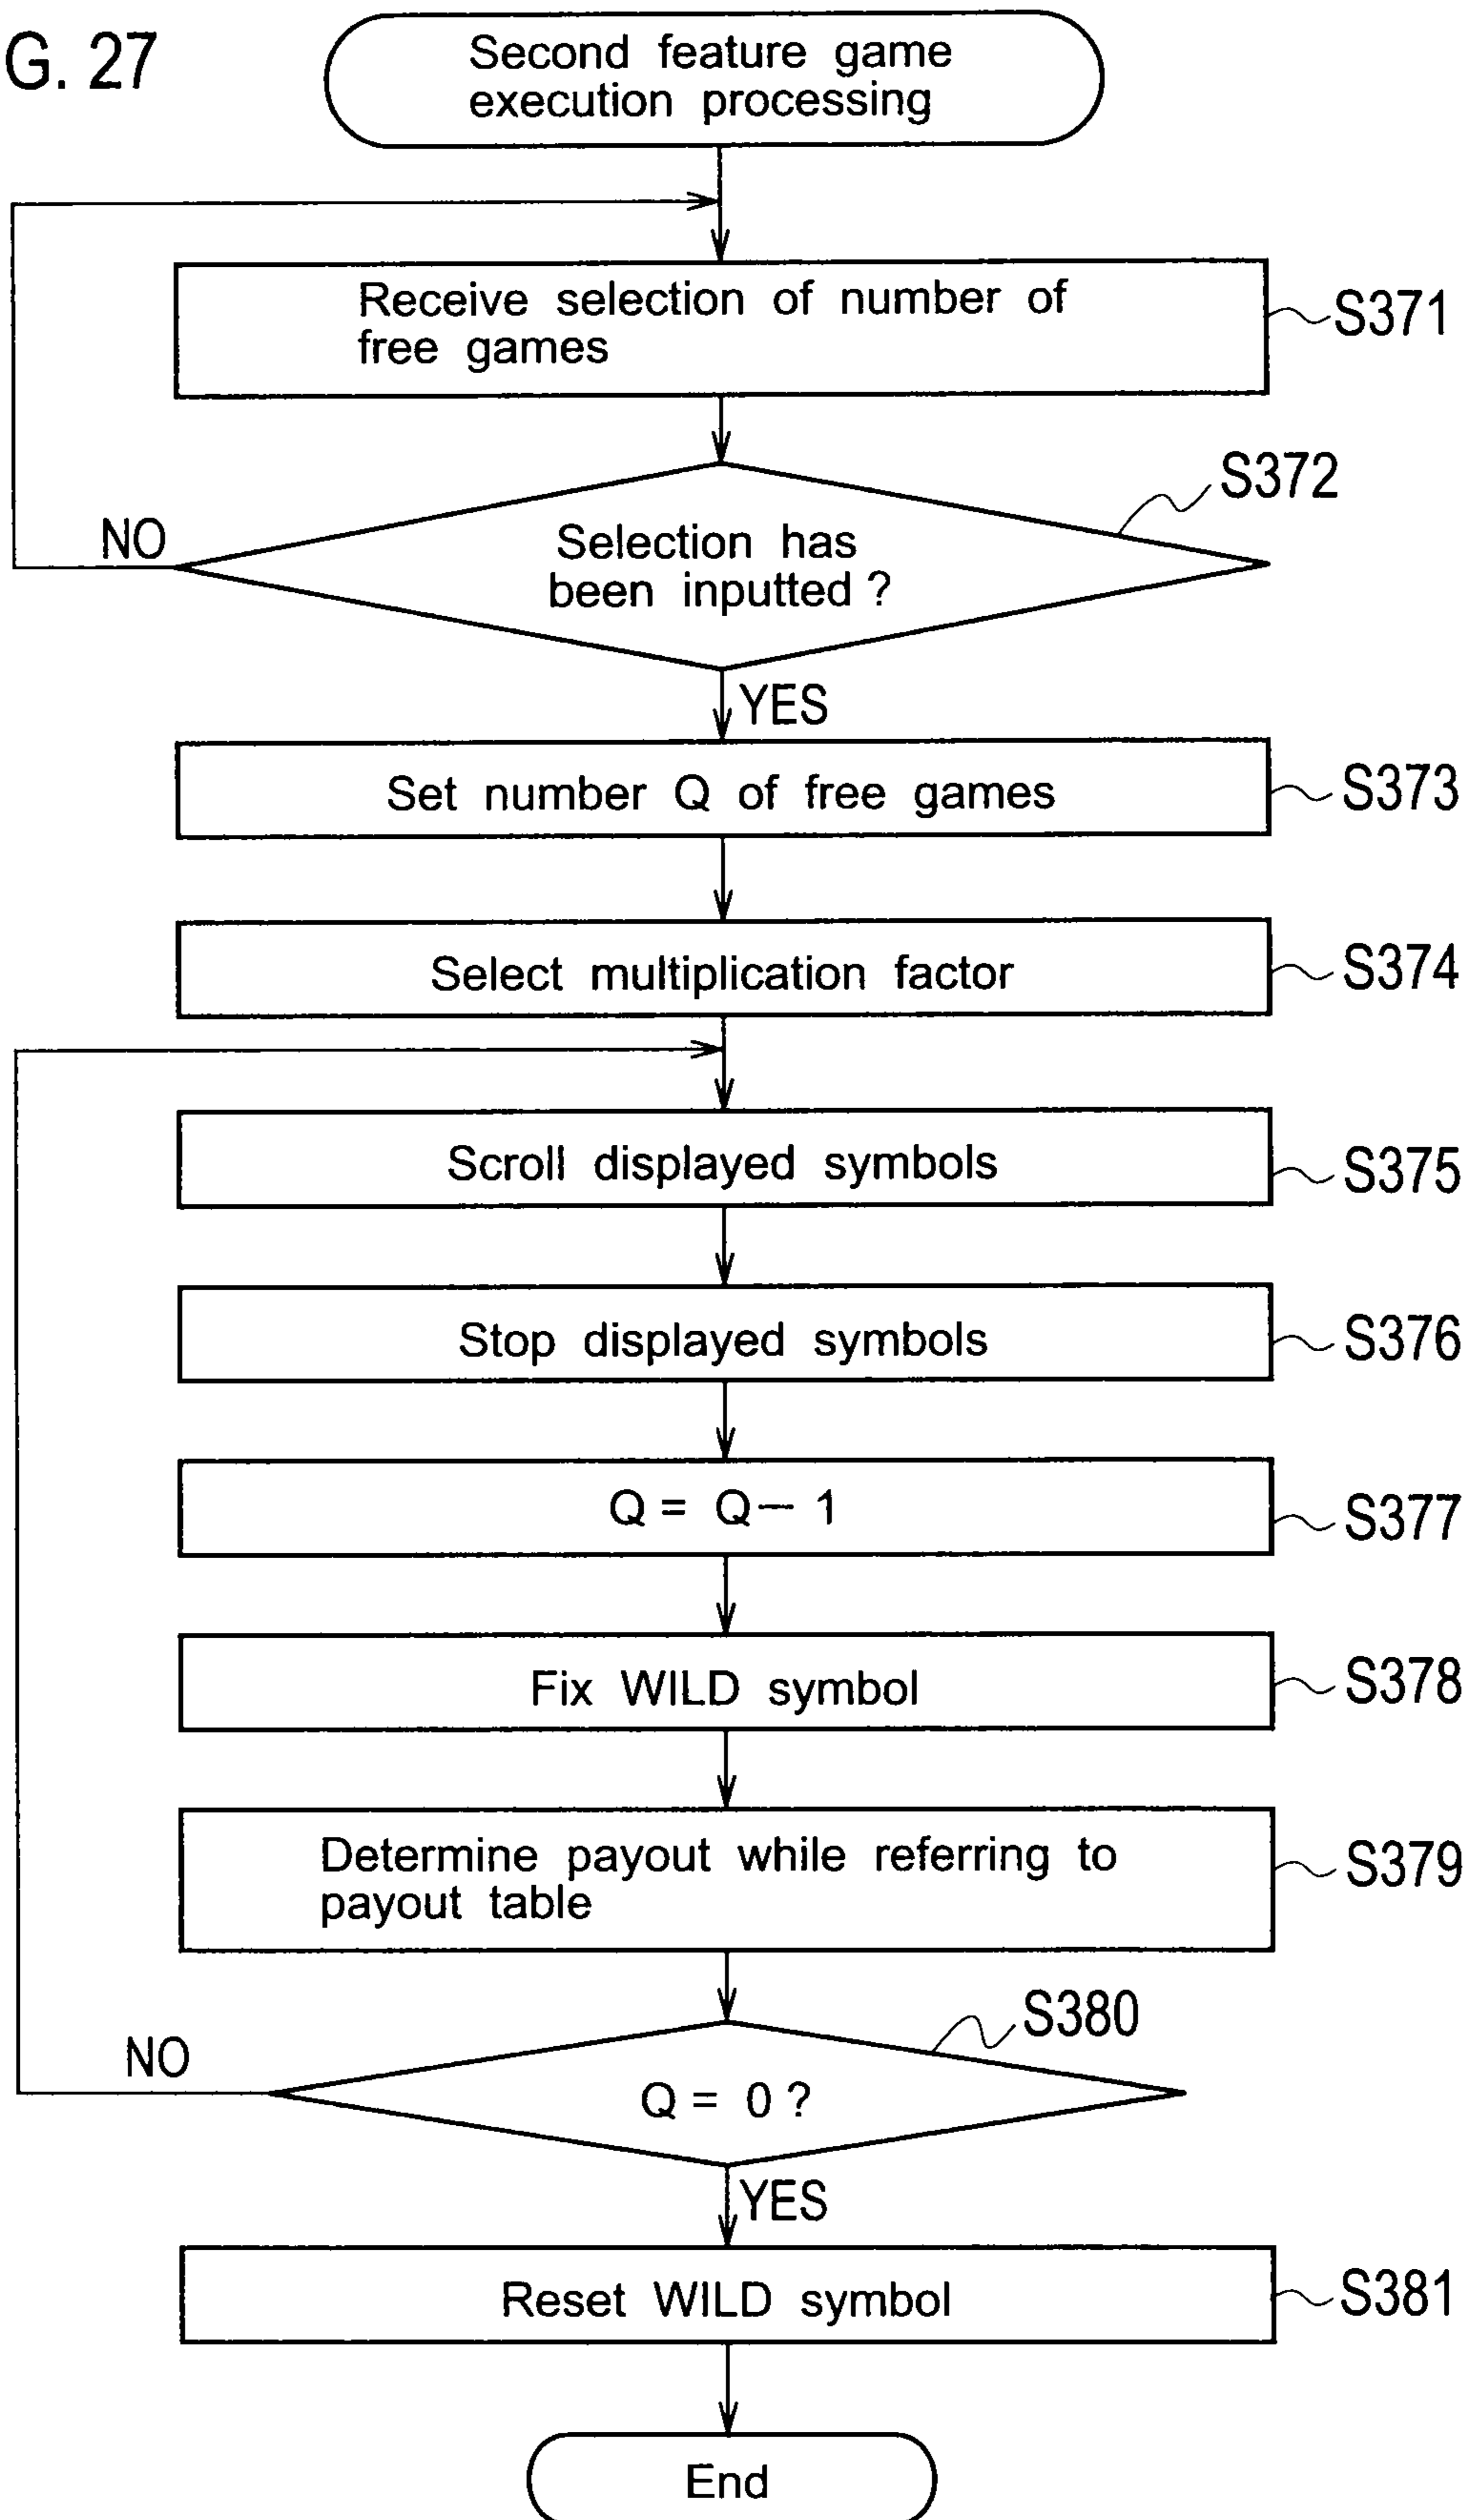 G. 27
Second feature game
execution processing
Receive selection of number of
free games
S371
S372
NO
Selection has
been inputted ?
YES
Set number Q of free games
S373
Select multiplication factor
S374
Scroll displayed symbols
S375
Stop displayed symbols
S376
Q = Q — 1
S377
Fix WILD symbol
S378
Determine payout while referring to
payout table
S379
S380
NO
Q = 0 ?
YES
Reset WILD symbol
S381
End